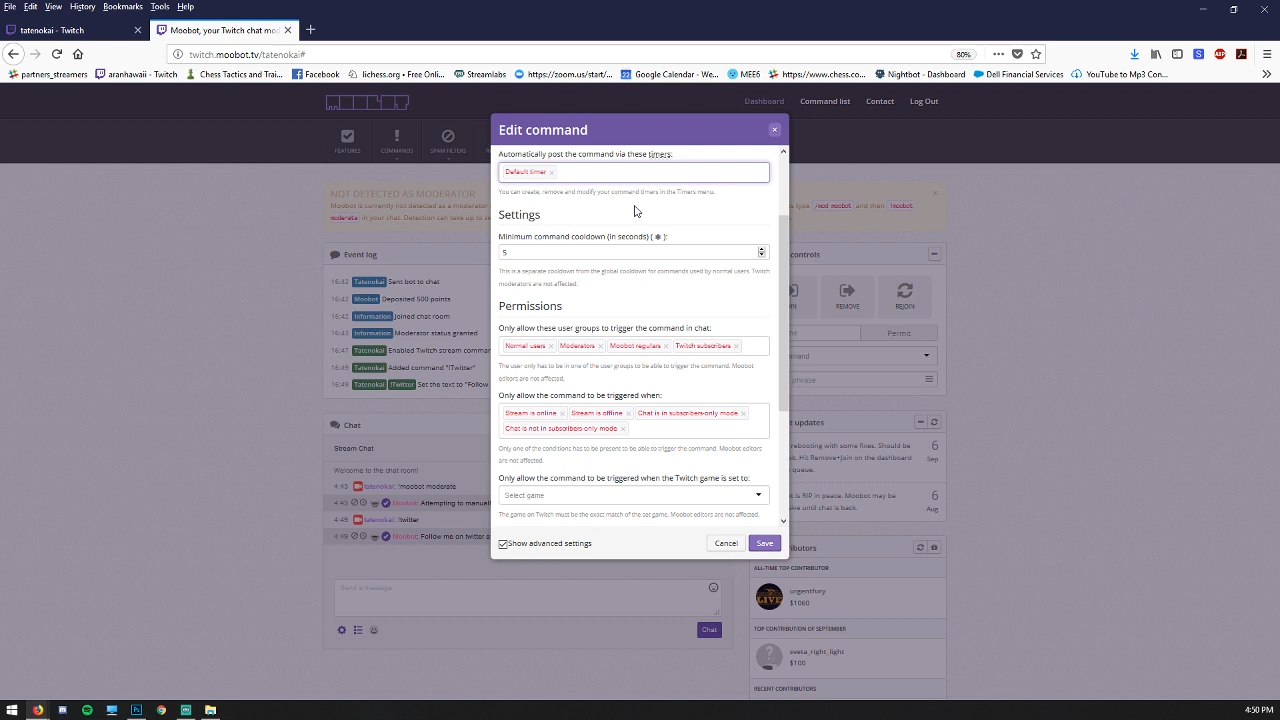 File Edit View History Bookmarks Tools Help
tatenokai - Twitch
Moobot, your Twitch chat mod
twitch.moobot.tv/tatenokai#
80%
partners_streamers
aranhawaii - Twitch
Chess Tactics and Trai...
Facebook
lichess.org • Free Onli...
Streamlabs
https://zoom.us/start/...
Google Calendar - We...
MEE6
https://www.chess.co...
Nightbot - Dashboard
Dell Financial Services
YouTube to Mp3 Con...
Dashboard
Command list
Contact
Log Out
FEATURES
COMMANDS
SPAM FILTERS
Edit command
Automatically post the command via these timers:
Default timer
You can create, remove and modify your command timers in the Timers menu.
Settings
Minimum command cooldown (in seconds) ( ✱ ):
5
This is a separate cooldown from the global cooldown for commands used by normal users. Twitch
moderators are not affected.
Permissions
Only allow these user groups to trigger the command in chat:
Normal users
Moderators
Moobot regulars
Twitch subscribers
The user only has to be in one of the user groups to be able to trigger the command. Moobot
editors are not affected.
Only allow the command to be triggered when:
Stream is online
Stream is offline
Chat is in subscribers-only mode
Chat is not in subscribers-only mode
Only one of the conditions has to be present to be able to trigger the command. Moobot editors
are not affected.
Only allow the command to be triggered when the Twitch game is set to:
Select game
The game on Twitch must be the exact match of the set game. Moobot editors are not affected.
Show advanced settings
Cancel
Save
NOT DETECTED AS MODERATOR
Moobot is currently not detected as a moderator
type /mod moobot and then !moobot
moderate in your chat. Detection can take up to
Event log
16:42 Tatenokai Sent bot to chat
16:42 Moobot Deposited 500 points
16:42 Information Joined chat room
16:43 Information Moderator status granted
16:47 Tatenokai Enabled Twitch stream comma
16:49 Tatenokai Added command "!Twitter"
16:49 Tatenokai !Twitter Set the text to "Follow
Chat
Stream Chat
Welcome to the chat room!
4:43 tatenokai: !moobot moderate
4:43 Moobot: Attempting to manual
4:49 tatenokai: !twitter
4:49 Moobot: Follow me on twitter a
Send a message
Chat
controls
REMOVE
REJOIN
Permit
phrase
updates
rebooting with some fixes. Should be
Hit Remove+Join on the dashboard
queue.
6
Sep
is RIP in peace. Moobot may be
until chat is back.
6
Aug
ALL-TIME TOP CONTRIBUTOR
urgentfury
$1060
TOP CONTRIBUTION OF SEPTEMBER
sveta_right_light
$100
RECENT CONTRIBUTORS
4:50 PM